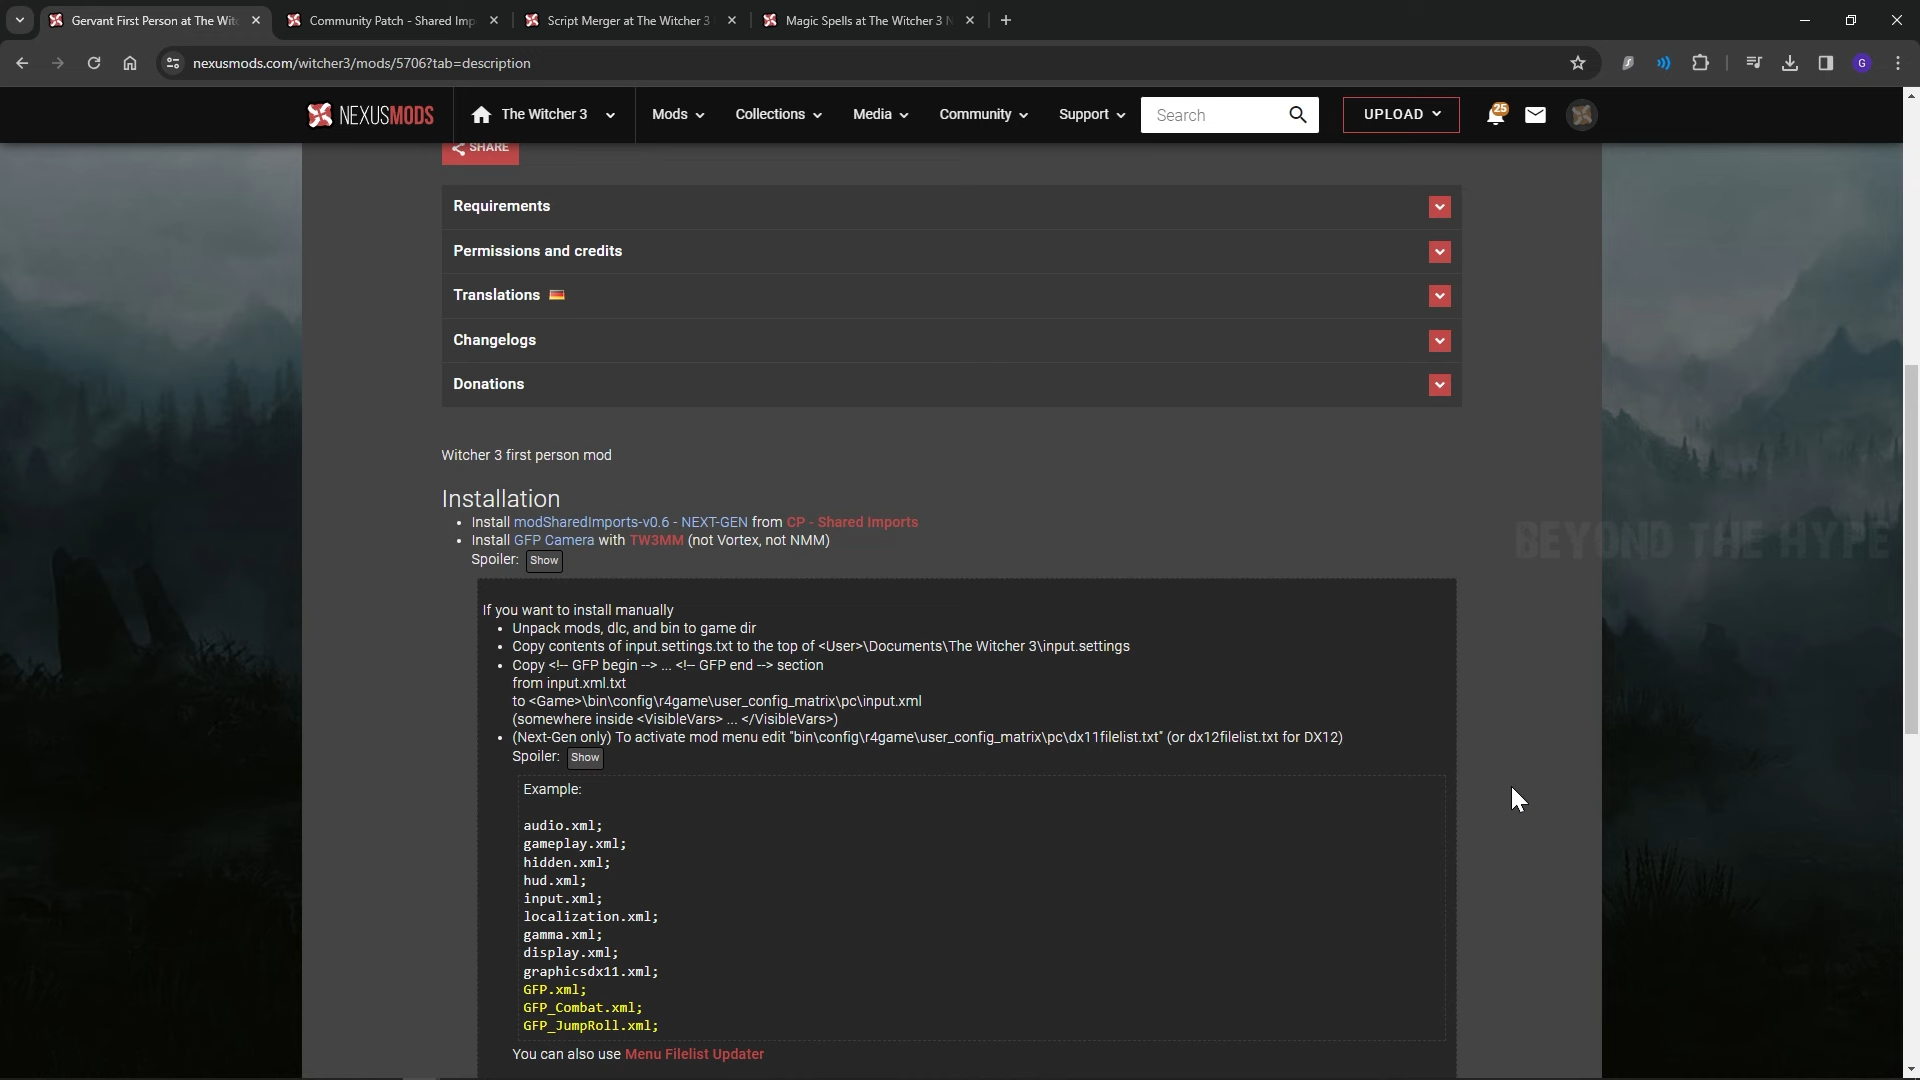 Gervant First Person at The Wit
Community Patch - Shared Imp
Script Merger at The Witcher 3
Magic Spells at The Witcher 3 N
nexusmods.com/witcher3/mods/5706?tab=description
G
NEXUSMODS
The Witcher 3
Mods
Collections
Media
Community
Support
Search
UPLOAD
25
SHARE
Requirements
Permissions and credits
Translations
Changelogs
Donations
Witcher 3 first person mod
Installation
• Install modSharedImports-v0.6 - NEXT-GEN from CP - Shared Imports
• Install GFP Camera with TW3MM (not Vortex, not NMM)
Spoiler: Show
BEYOND THE HYPE
If you want to install manually
• Unpack mods, dlc, and bin to game dir
• Copy contents of input.settings.txt to the top of <User>\Documents\The Witcher 3\input.settings
• Copy <!-- GFP begin --> ... <!-- GFP end --> section
from input.xml.txt
to <Game>\bin\config\r4game\user_config_matrix\pc\input.xml
(somewhere inside <VisibleVars> ... </VisibleVars>)
• (Next-Gen only) To activate mod menu edit "bin\config\r4game\user_config_matrix\pc\dx11filelist.txt" (or dx12filelist.txt for DX12)
Spoiler: Show
Example:
audio.xml;
gameplay.xml;
hidden.xml;
hud.xml;
input.xml;
localization.xml;
gamma.xml;
display.xml;
graphicsdx11.xml;
GFP.xml;
GFP_Combat.xml;
GFP_JumpRoll.xml;
You can also use Menu Filelist Updater